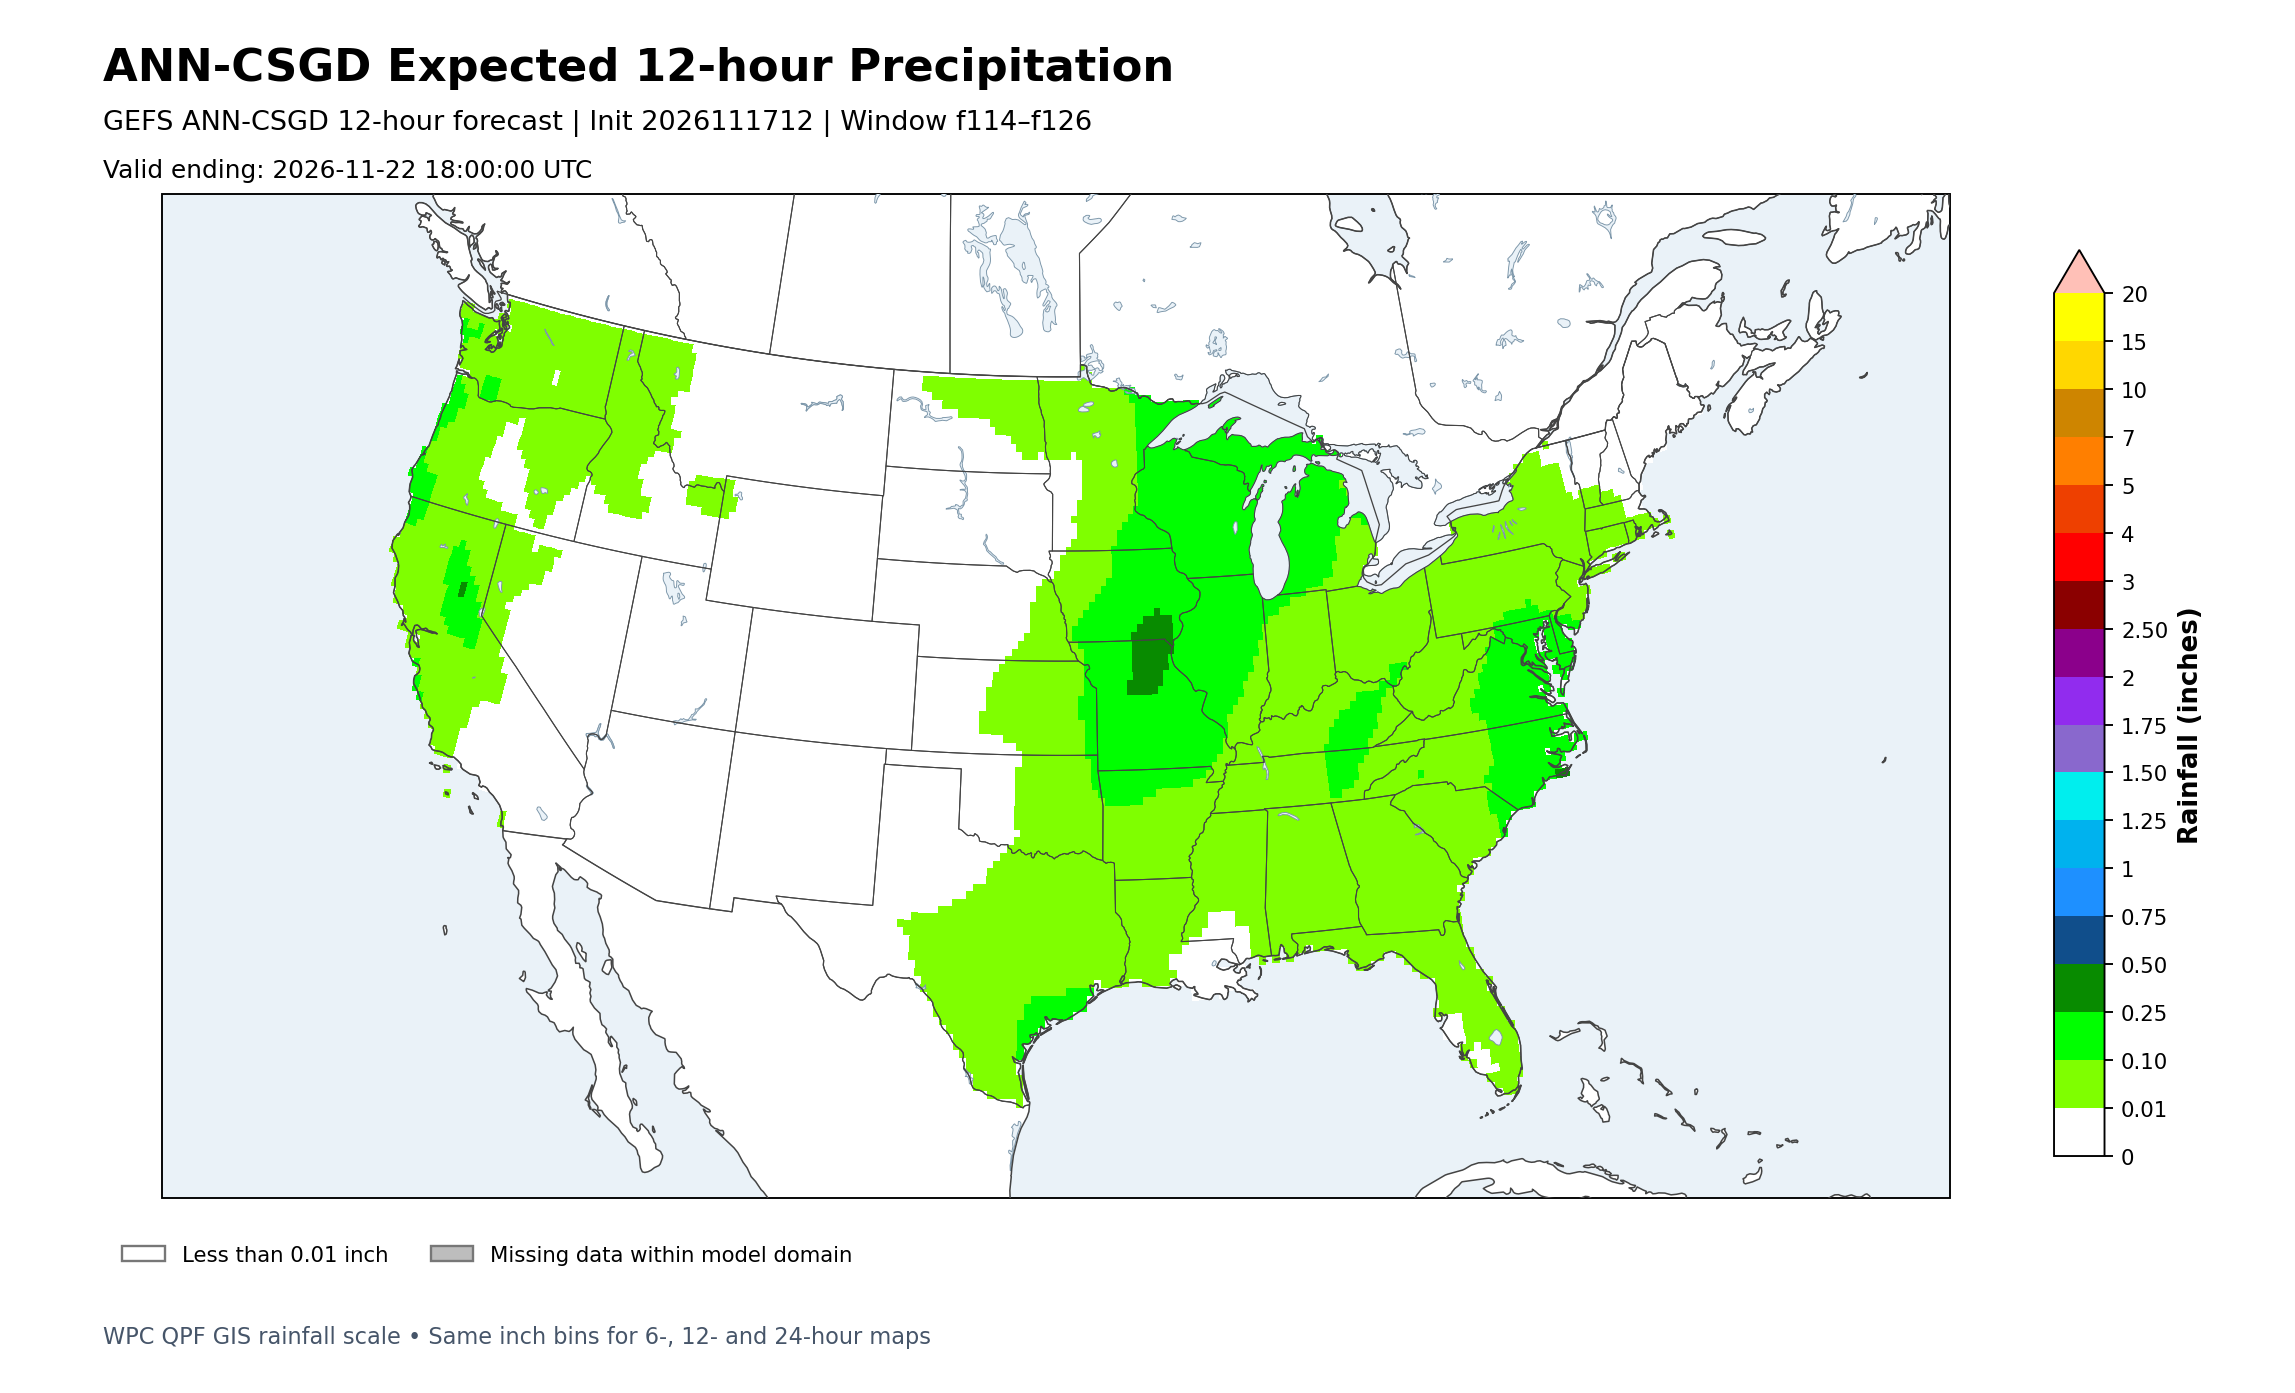 ANN-CSGD Expected 12-hour Precipitation
GEFS ANN-CSGD 12-hour forecast | Init 2026111712 | Window f114–f126
Valid ending: 2026-11-22 18:00:00 UTC
20
15
10
7
5
4
3
2.50
2
1.75
1.50
1.25
1
0.75
0.50
0.25
0.10
0.01
0
Rainfall (inches)
Less than 0.01 inch
Missing data within model domain
WPC QPF GIS rainfall scale • Same inch bins for 6-, 12- and 24-hour maps